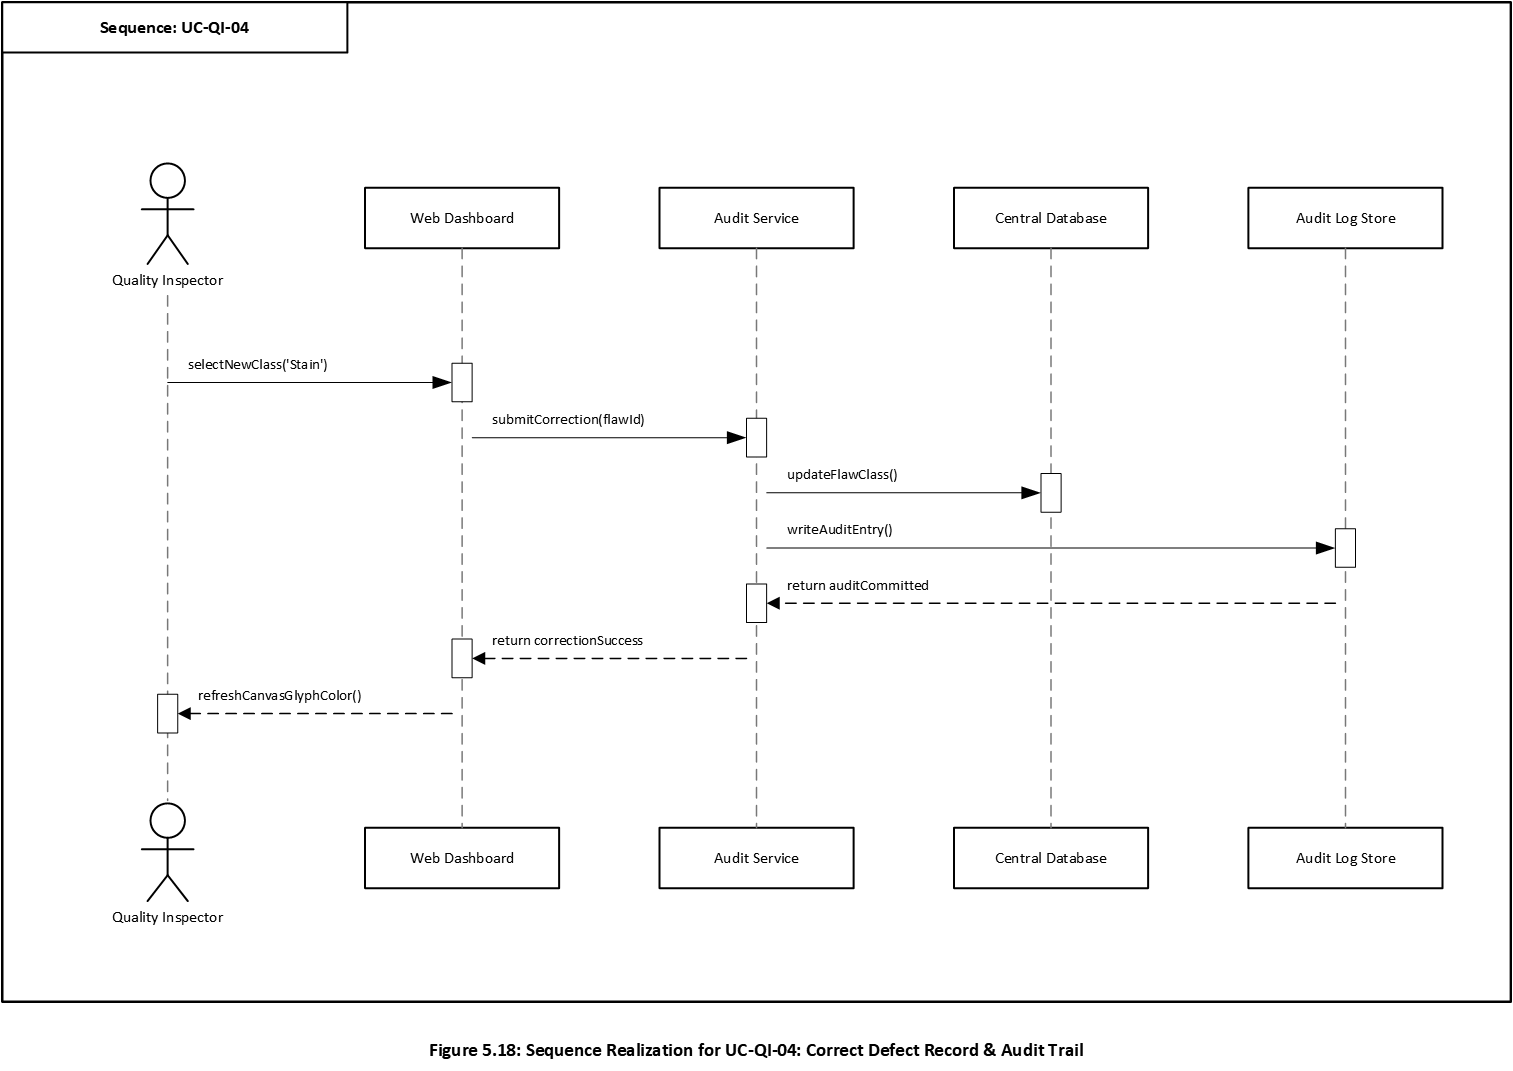 Sequence: UC-QI-04
Web Dashboard
Audit Service
Central Database
Audit Log Store
Quality Inspector
selectNewClass('Stain')
submitCorrection(flawId)
updateFlawClass()
writeAuditEntry()
return auditCommitted
return correctionSuccess
refreshCanvasGlyphColor()
Web Dashboard
Audit Service
Central Database
Audit Log Store
Quality Inspector
Figure 5.18: Sequence Realization for UC-QI-04: Correct Defect Record & Audit Trail